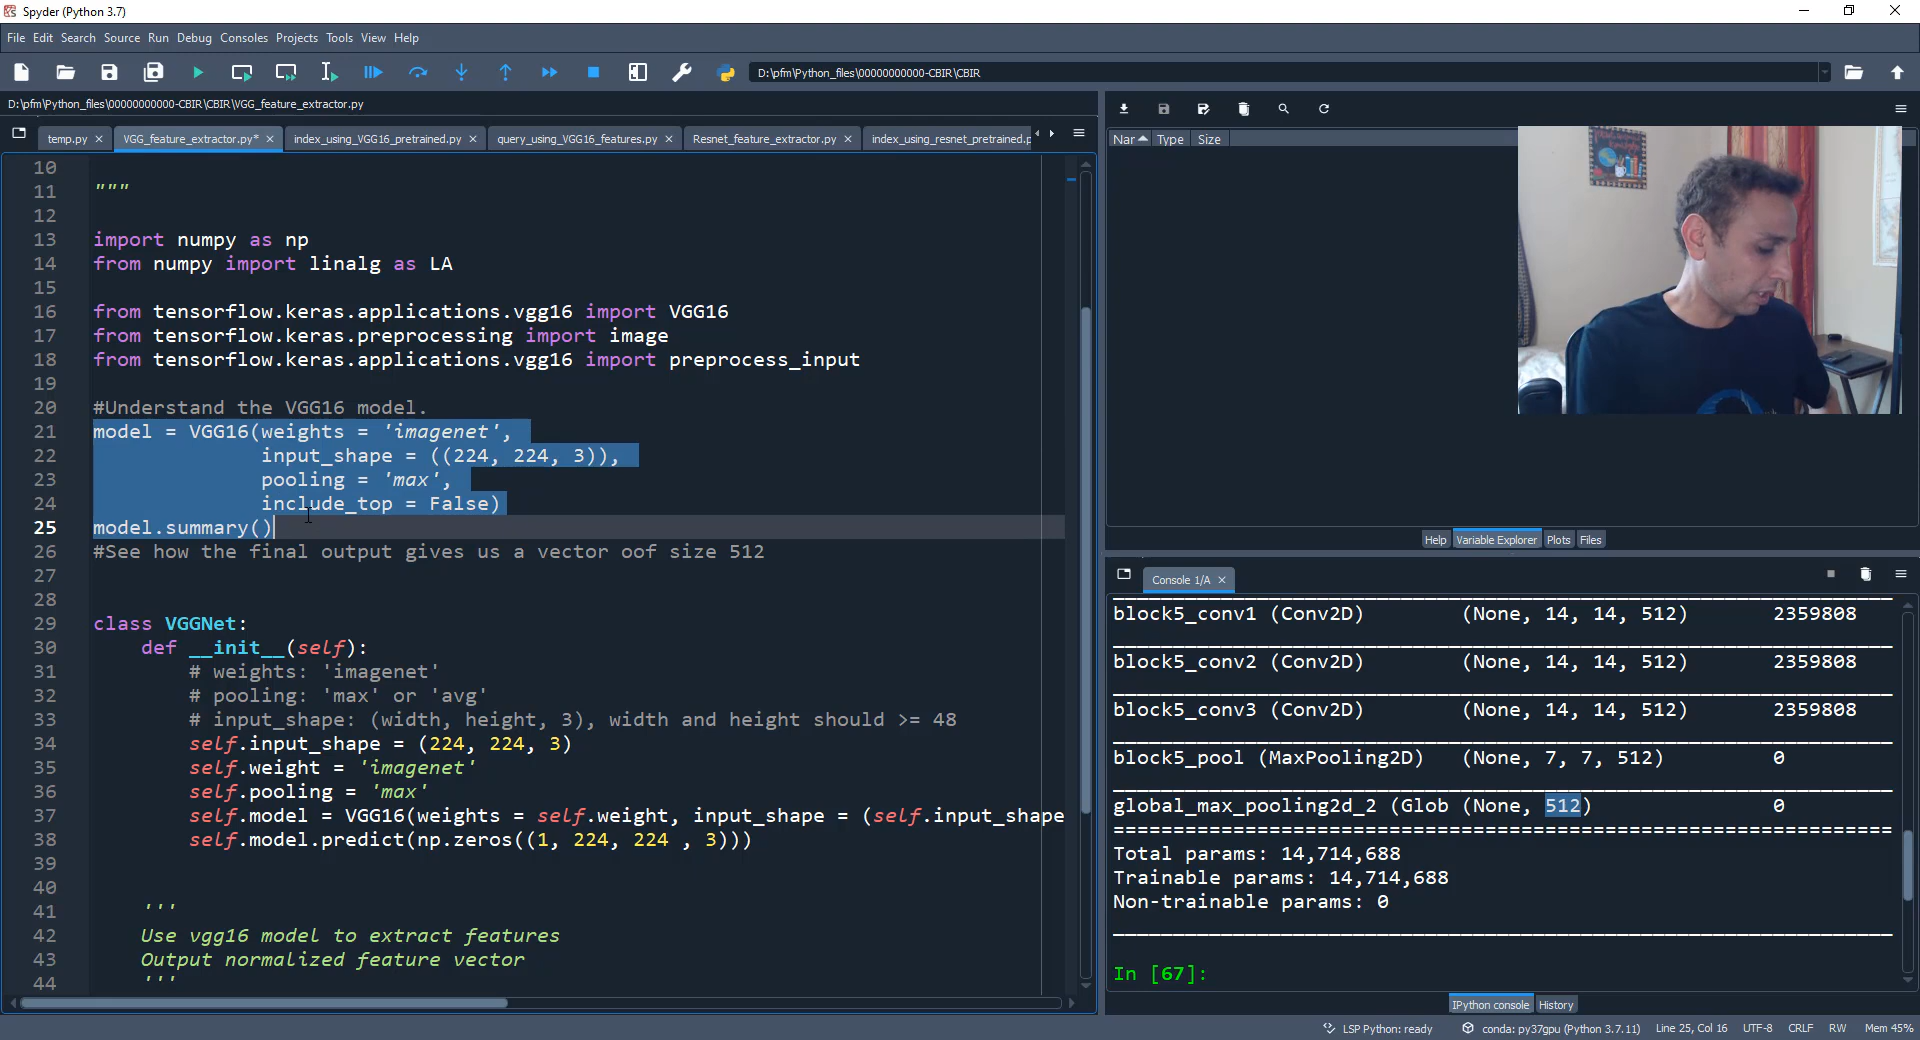 Spyder (Python 3.7)
File Edit Search Source Run Debug Consoles Projects Tools View Help
D:\pfm\Python_files\00000000000-CBIR\CBIR
D:\pfm\Python_files\00000000000-CBIR\CBIR\VGG_feature_extractor.py
temp.py VGG_feature_extractor.py* index_using_VGG16_pretrained.py query_using_VGG16_features.py Resnet_feature_extractor.py index_using_resnet_pretrained.p
10
11 """
12
13 import numpy as np
14 from numpy import linalg as LA
15
16 from tensorflow.keras.applications.vgg16 import VGG16
17 from tensorflow.keras.preprocessing import image
18 from tensorflow.keras.applications.vgg16 import preprocess_input
19
20 #Understand the VGG16 model.
21 model = VGG16(weights = 'imagenet',
22 input_shape = ((224, 224, 3)),
23 pooling = 'max',
24 include_top = False)
25 model.summary()
26 #See how the final output gives us a vector oof size 512
27
28
29 class VGGNet:
30 def __init__(self):
31 # weights: 'imagenet'
32 # pooling: 'max' or 'avg'
33 # input_shape: (width, height, 3), width and height should >= 48
34 self.input_shape = (224, 224, 3)
35 self.weight = 'imagenet'
36 self.pooling = 'max'
37 self.model = VGG16(weights = self.weight, input_shape = (self.input_shape
38 self.model.predict(np.zeros((1, 224, 224 , 3)))
39
40
41 '''
42 Use vgg16 model to extract features
43 Output normalized feature vector
44 '''
Nar Type Size
Help Variable Explorer Plots Files
Console 1/A
block5_conv1 (Conv2D) (None, 14, 14, 512) 2359808
block5_conv2 (Conv2D) (None, 14, 14, 512) 2359808
block5_conv3 (Conv2D) (None, 14, 14, 512) 2359808
block5_pool (MaxPooling2D) (None, 7, 7, 512) 0
global_max_pooling2d_2 (Glob (None, 512) 0
=================================================================
Total params: 14,714,688
Trainable params: 14,714,688
Non-trainable params: 0
In [67]:
IPython console History
LSP Python: ready conda: py37gpu (Python 3.7.11) Line 25, Col 16 UTF-8 CRLF RW Mem 45%